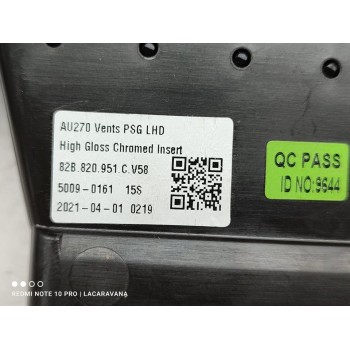 AU270 Vents PSG LHD
High Gloss Chromed Insert
82B.820.951.C.V58
5009-0161 15S
2021-04-01 0219
QC PASS
ID NO:9644
REDMI NOTE 10 PRO | LACARAVANA